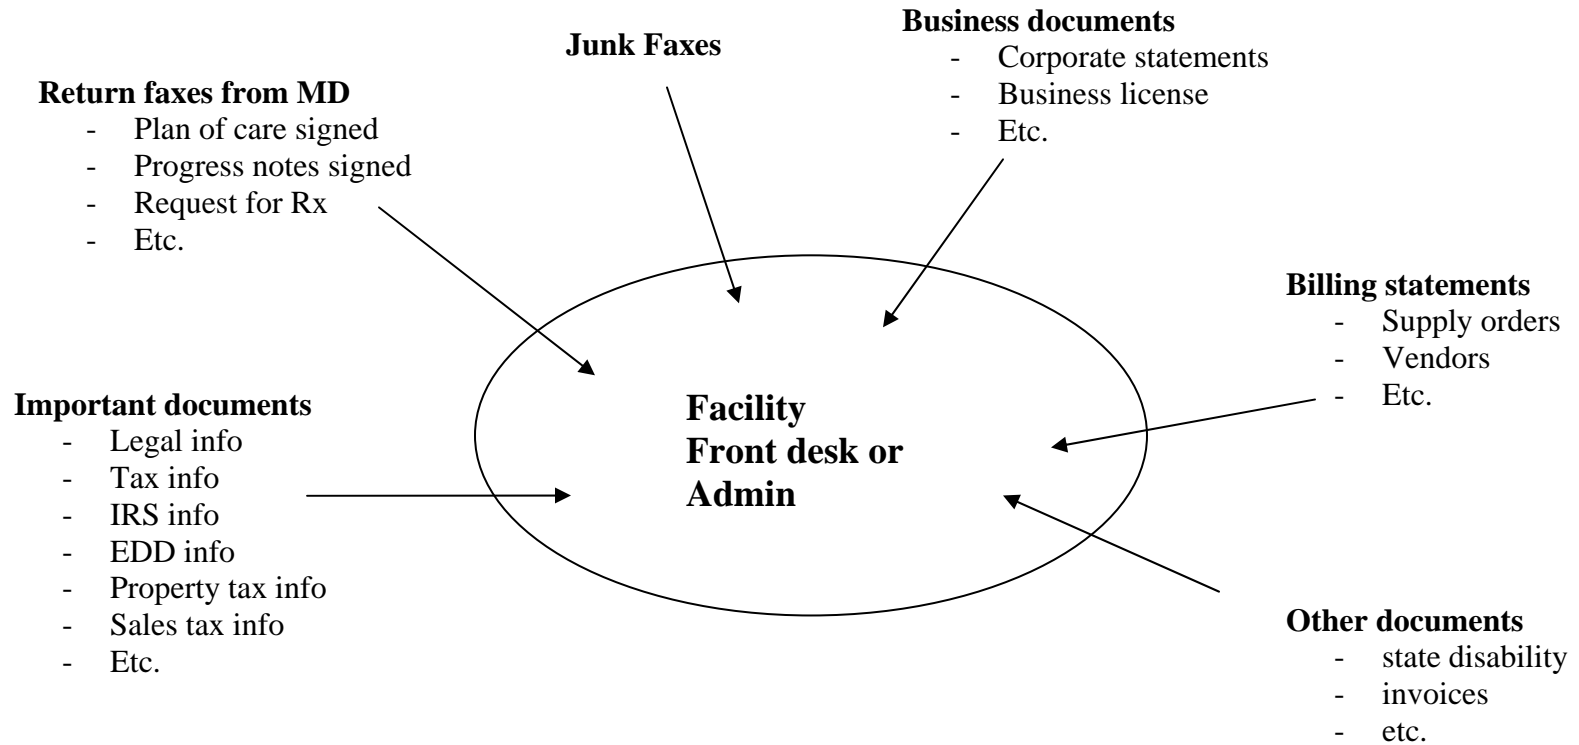 Junk Faxes
Business documents
- Corporate statements
- Business license
- Etc.
Return faxes from MD
- Plan of care signed
- Progress notes signed
- Request for Rx
- Etc.
Billing statements
- Supply orders
- Vendors
- Etc.
Important documents
- Legal info
- Tax info
- IRS info
- EDD info
- Property tax info
- Sales tax info
- Etc.
Facility
Front desk or
Admin
Other documents
- state disability
- invoices
- etc.